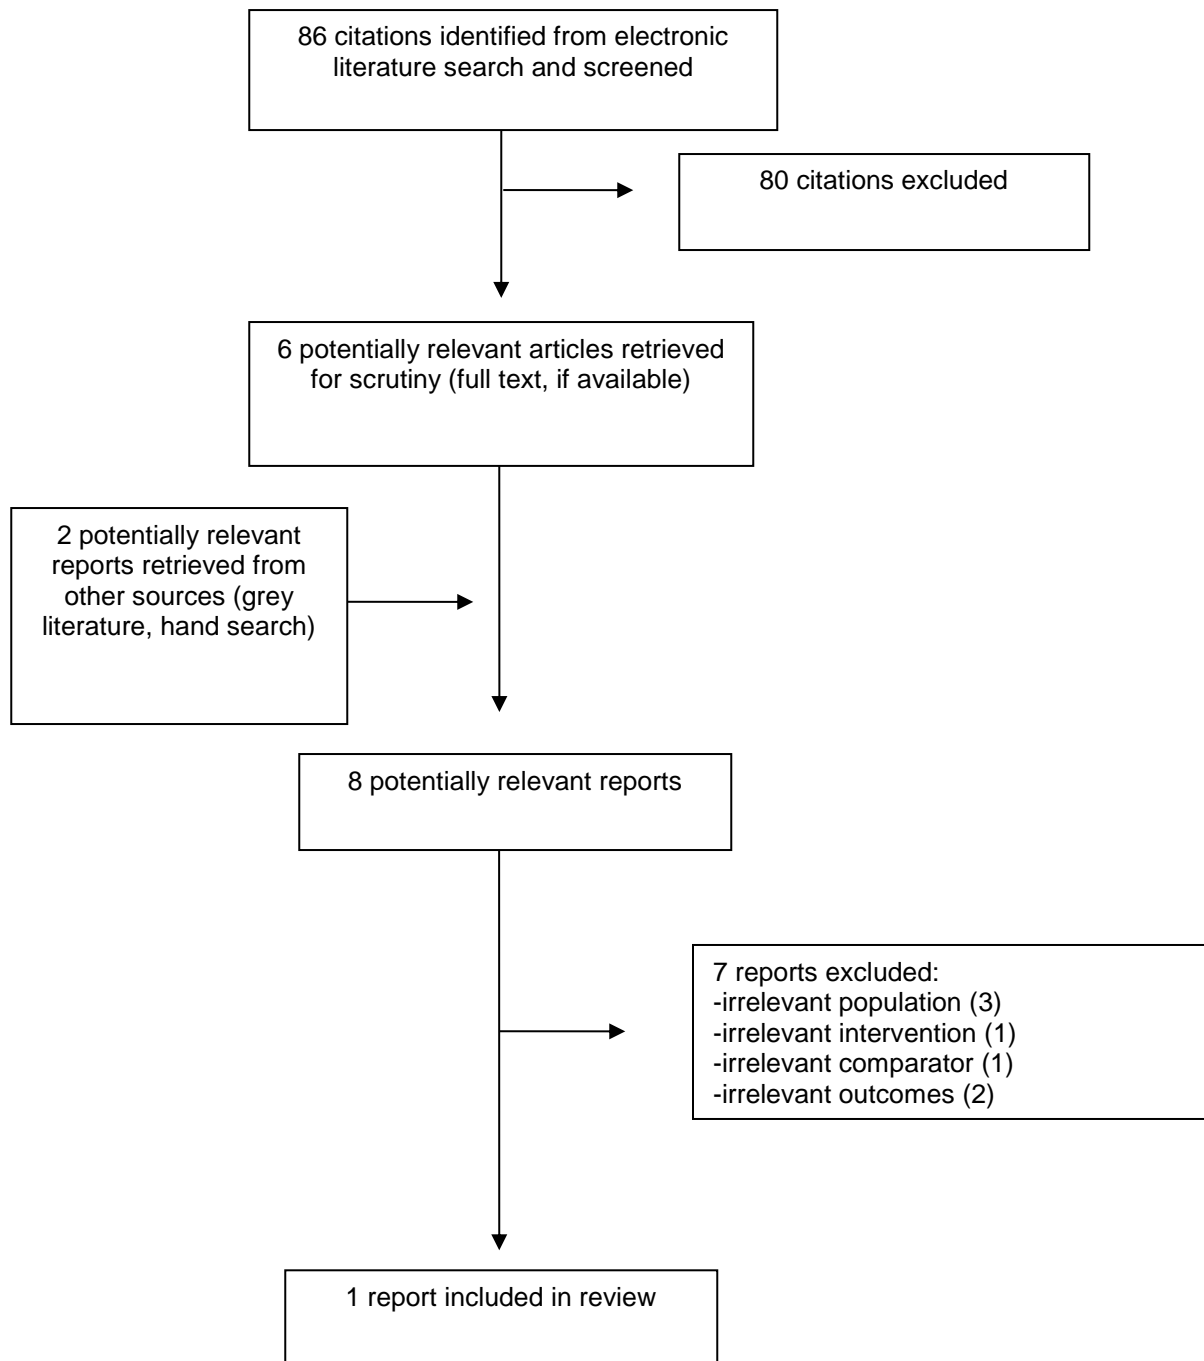 86 citations identified from electronic
literature search and screened
80 citations excluded
6 potentially relevant articles retrieved
for scrutiny (full text, if available)
2 potentially relevant
reports retrieved from
other sources (grey
literature, hand search)
8 potentially relevant reports
7 reports excluded:
-irrelevant population (3)
-irrelevant intervention (1)
-irrelevant comparator (1)
-irrelevant outcomes (2)
1 report included in review